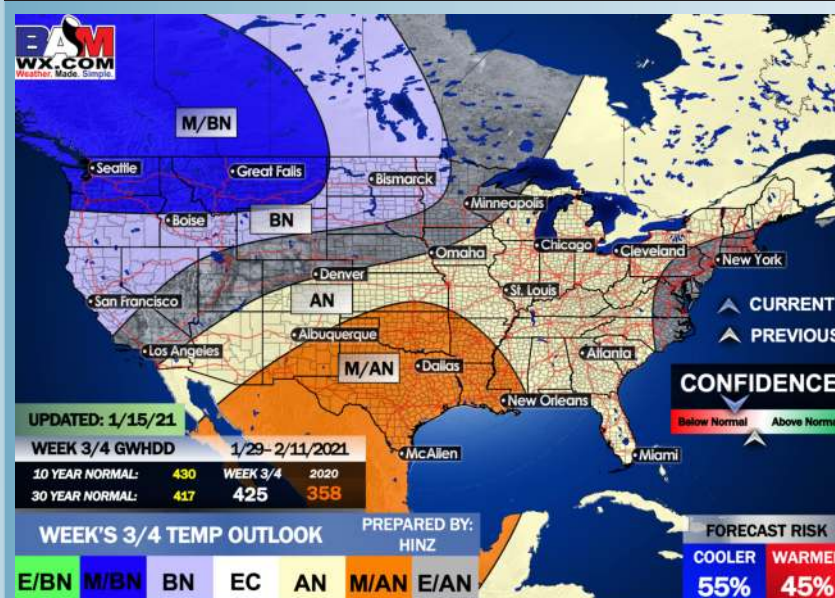 BAM
WX.COM
Weather. Made. Simple.
M/BN
Seattle
Great Falls
Bismarck
Minneapolis
Boise
BN
Omaha
Chicago
Cleveland
New York
Denver
San Francisco
AN
St. Louis
CURRENT
PREVIOUS
Los Angeles
Albuquerque
M/AN
Dallas
Atlanta
CONFIDENCE
Below Normal Above Norma
New Orleans
McAllen
Miami
UPDATED: 1/15/21
WEEK 3/4 GWHDD 1/29-2/11/2021
10 YEAR NORMAL: 430 WEEK 3/4 2020
30 YEAR NORMAL: 417 425 358
WEEK'S 3/4 TEMP OUTLOOK
PREPARED BY:
HINZ
FORECAST RISK
COOLER WARME
55% 45%
E/BN M/BN BN EC AN M/AN E/AN